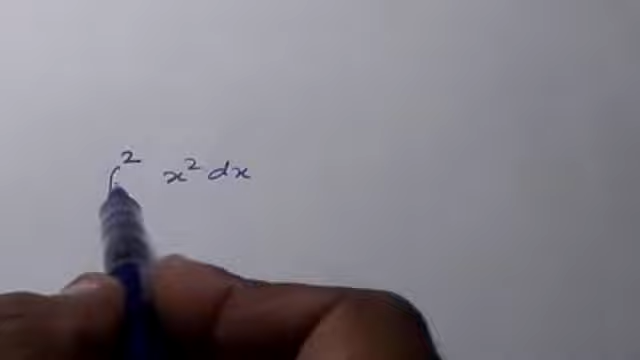 ∫² x² dx